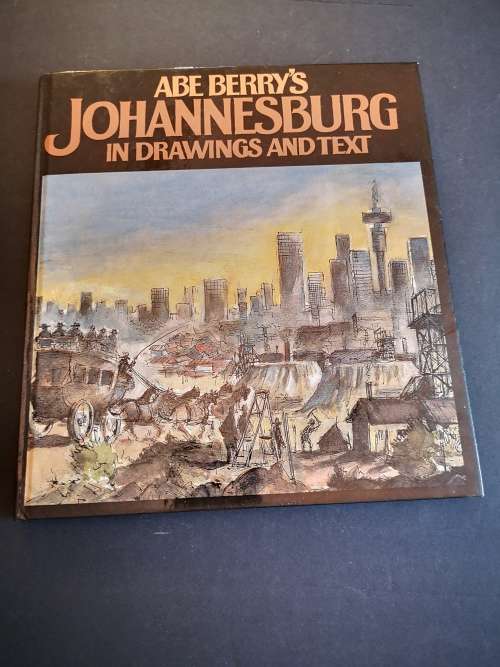 ABE BERRY'S
JOHANNESBURG
IN DRAWINGS AND TEXT